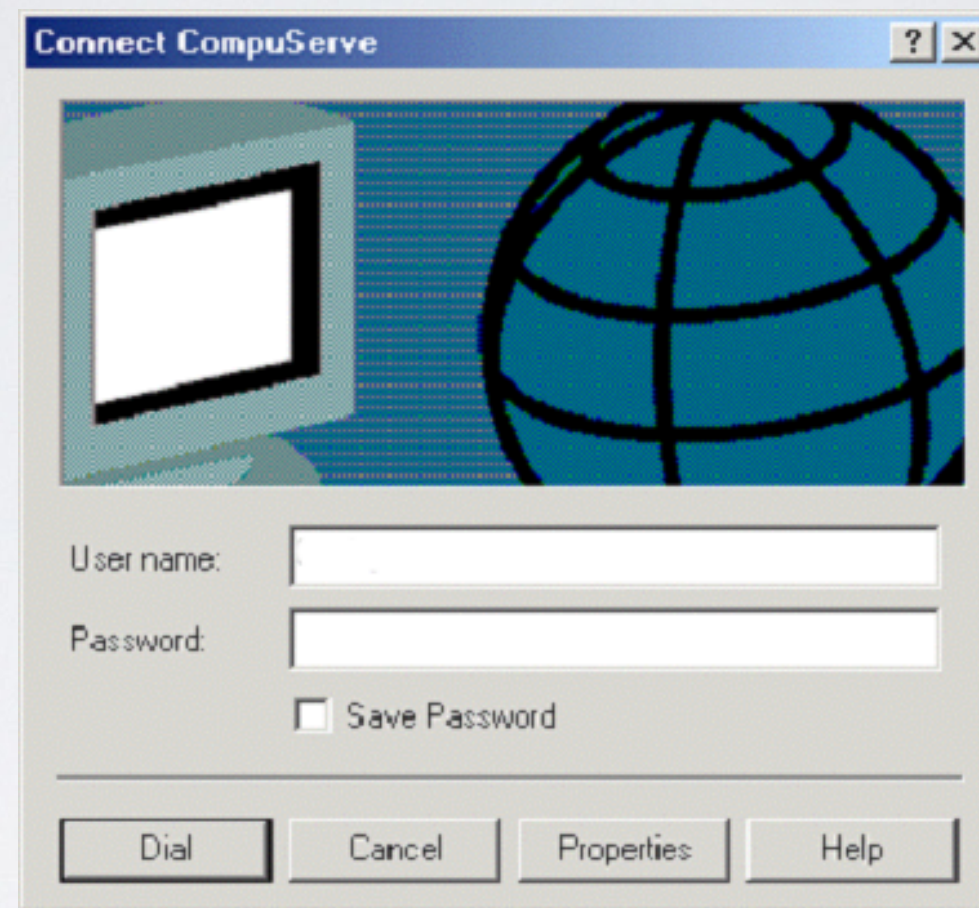 Connect CompuServe
User name:
Password:
Save Password
Dial Cancel Properties Help